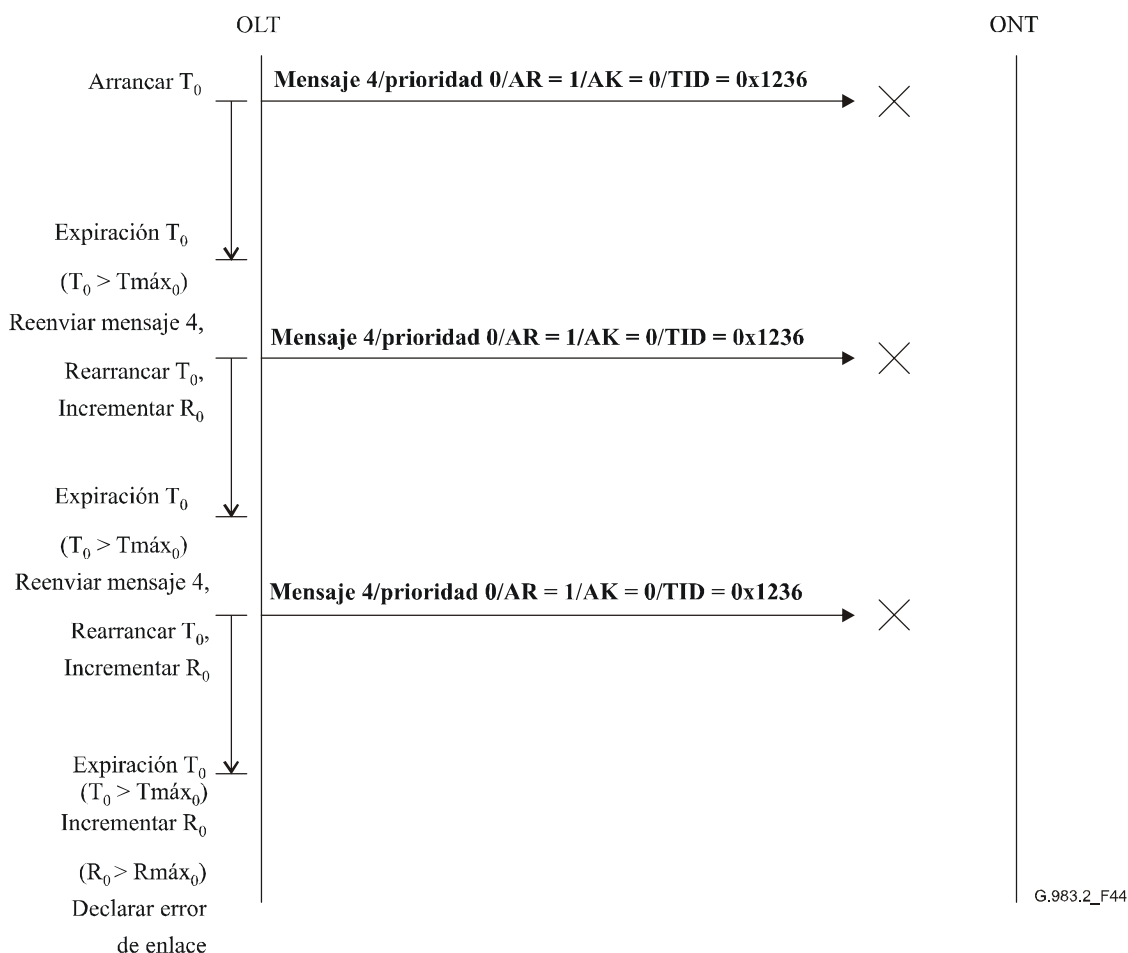 OLT
ONT
Arrancar T₀
Mensaje 4/prioridad 0/AR = 1/AK = 0/TID = 0x1236
Expiración T₀
(T₀ > Tmáx₀)
Reenviar mensaje 4,
Mensaje 4/prioridad 0/AR = 1/AK = 0/TID = 0x1236
Rearrancar T₀,
Incrementar R₀
Expiración T₀
(T₀ > Tmáx₀)
Reenviar mensaje 4,
Mensaje 4/prioridad 0/AR = 1/AK = 0/TID = 0x1236
Rearrancar T₀,
Incrementar R₀
Expiración T₀
(T₀ > Tmáx₀)
Incrementar R₀
(R₀ > Rmáx₀)
Declarar error
de enlace
G.983.2_F44